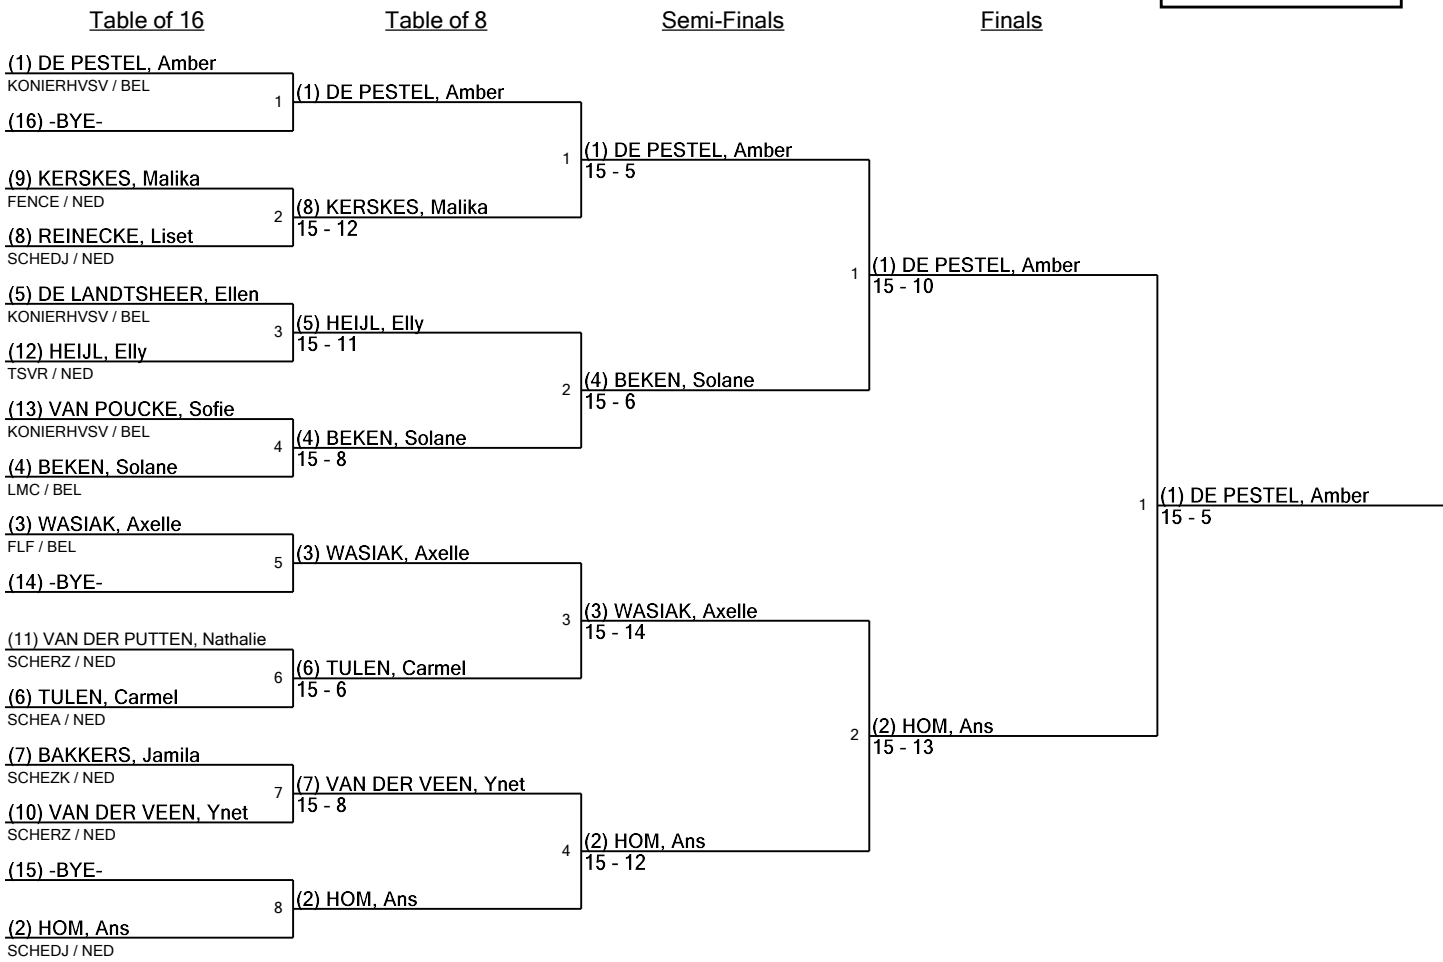 Table of 16
Table of 8
Semi-Finals
Finals
(1) DE PESTEL, Amber
KONIERHVSV / BEL
(16) -BYE-
(9) KERSKES, Malika
FENCE / NED
(8) REINECKE, Liset
SCHEDJ / NED
(5) DE LANDTSHEER, Ellen
KONIERHVSV / BEL
(12) HEIJL, Elly
TSVR / NED
(13) VAN POUCKE, Sofie
KONIERHVSV / BEL
(4) BEKEN, Solane
LMC / BEL
(3) WASIAK, Axelle
FLF / BEL
(14) -BYE-
(11) VAN DER PUTTEN, Nathalie
SCHERZ / NED
(6) TULEN, Carmel
SCHEA / NED
(7) BAKKERS, Jamila
SCHEZK / NED
(10) VAN DER VEEN, Ynet
SCHERZ / NED
(15) -BYE-
(2) HOM, Ans
SCHEDJ / NED
1
(1) DE PESTEL, Amber
2
(8) KERSKES, Malika
15 - 12
3
(5) HEIJL, Elly
15 - 11
4
(4) BEKEN, Solane
15 - 8
5
(3) WASIAK, Axelle
6
(6) TULEN, Carmel
15 - 6
7
(7) VAN DER VEEN, Ynet
15 - 8
8
(2) HOM, Ans
1
(1) DE PESTEL, Amber
15 - 5
2
(4) BEKEN, Solane
15 - 6
3
(3) WASIAK, Axelle
15 - 14
4
(2) HOM, Ans
15 - 12
1
(1) DE PESTEL, Amber
15 - 10
2
(2) HOM, Ans
15 - 13
1
(1) DE PESTEL, Amber
15 - 5